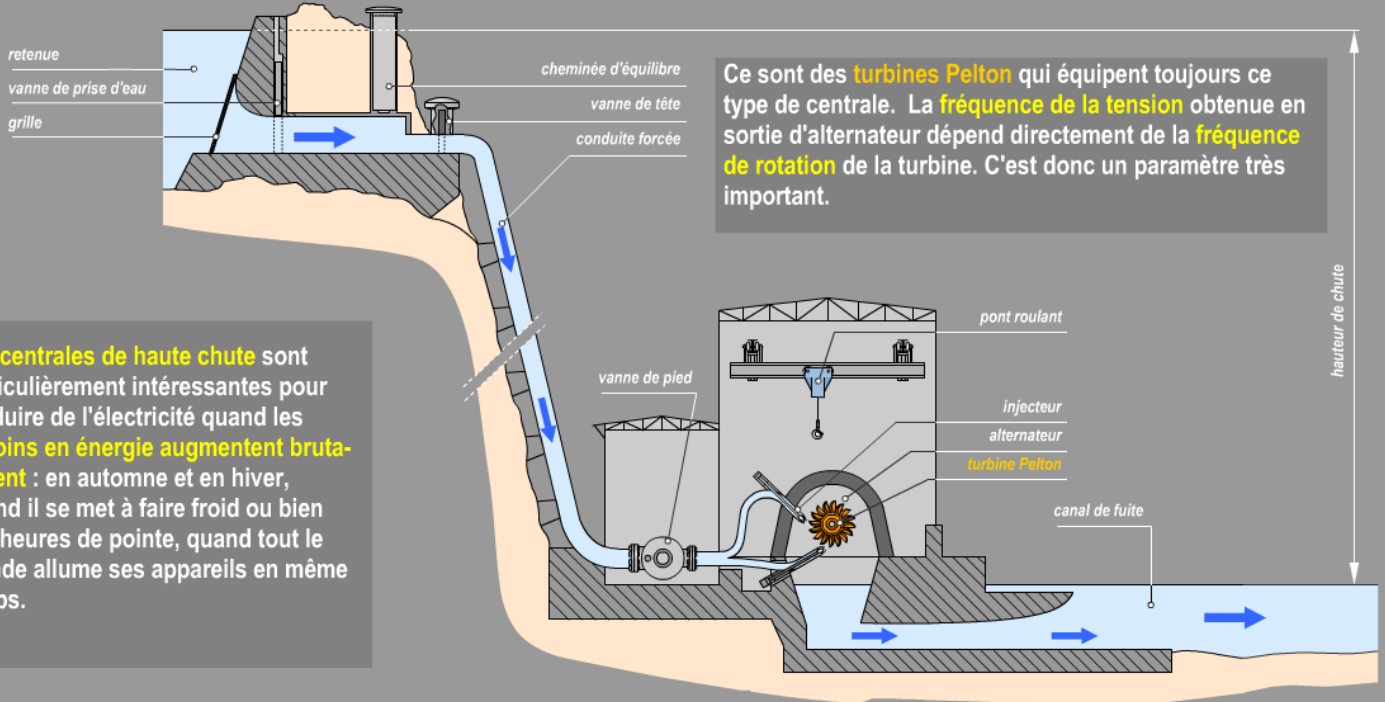 retenue
vanne de prise d'eau
grille
cheminée d'équilibre
vanne de tête
conduite forcée
Ce sont des turbines Pelton qui équipent toujours ce
type de centrale. La fréquence de la tension obtenue en
sortie d'alternateur dépend directement de la fréquence
de rotation de la turbine. C'est donc un paramètre très
important.
hauteur de chute
centrales de haute chute sont
iculièrement intéressantes pour
duire de l'électricité quand les
oins en énergie augmentent bruta-
ent : en automne et en hiver,
nd il se met à faire froid ou bien
heures de pointe, quand tout le
nde allume ses appareils en même
ps.
vanne de pied
pont roulant
injecteur
alternateur
turbine Pelton
canal de fuite